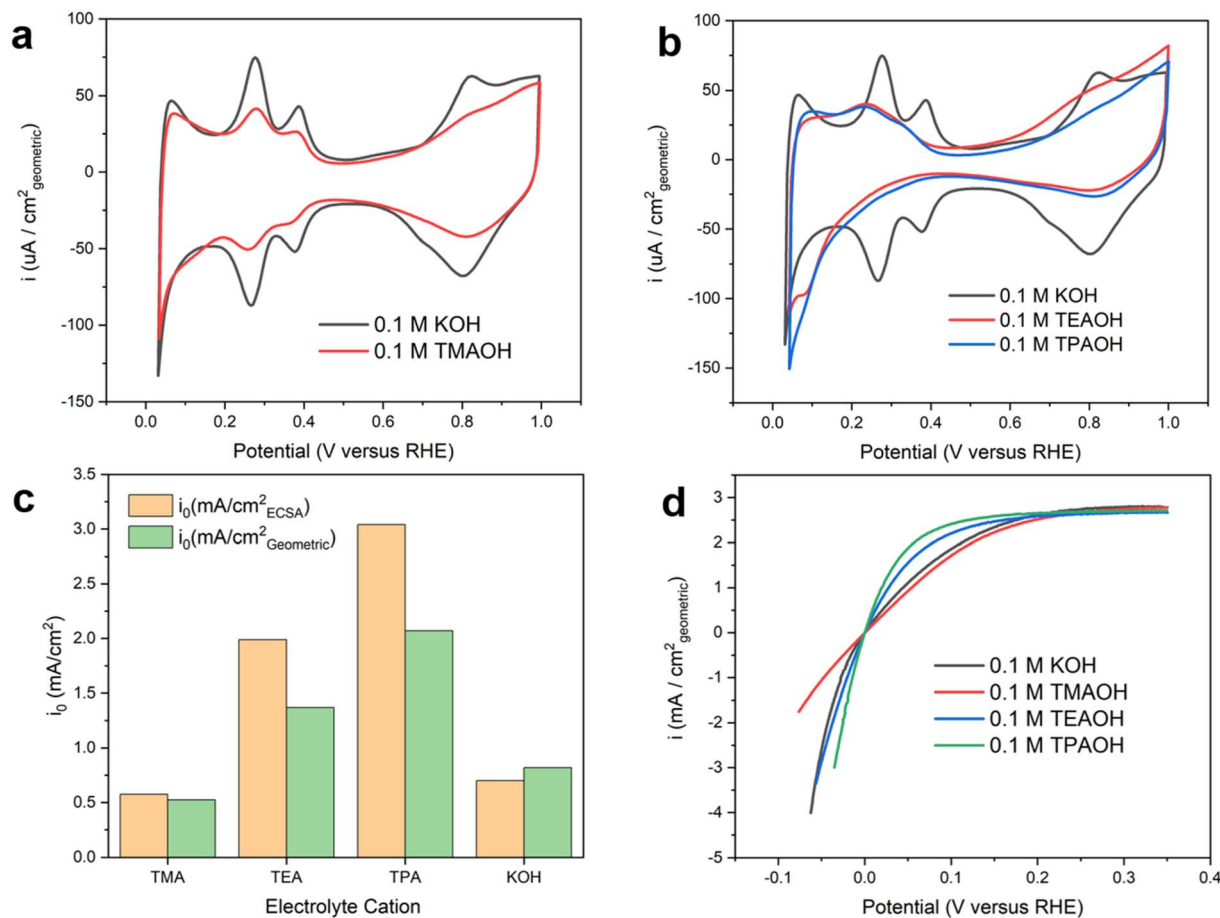 a
100
50
0
-50
-100
-150
i (uA / cm²geometric)
0.1 M KOH
0.1 M TMAOH
0.0 0.2 0.4 0.6 0.8 1.0
Potential (V versus RHE)
b
100
50
0
-50
-100
-150
i (uA / cm²geometric)
0.1 M KOH
0.1 M TEAOH
0.1 M TPAOH
0.0 0.2 0.4 0.6 0.8 1.0
Potential (V versus RHE)
c
3.5
3.0
2.5
2.0
1.5
1.0
0.5
0.0
i₀ (mA/cm²)
i₀(mA/cm²ECSA)
i₀(mA/cm²Geometric)
TMA TEA TPA KOH
Electrolyte Cation
d
3
2
1
0
-1
-2
-3
-4
-5
i (mA / cm²geometric)
0.1 M KOH
0.1 M TMAOH
0.1 M TEAOH
0.1 M TPAOH
-0.1 0.0 0.1 0.2 0.3 0.4
Potential (V versus RHE)